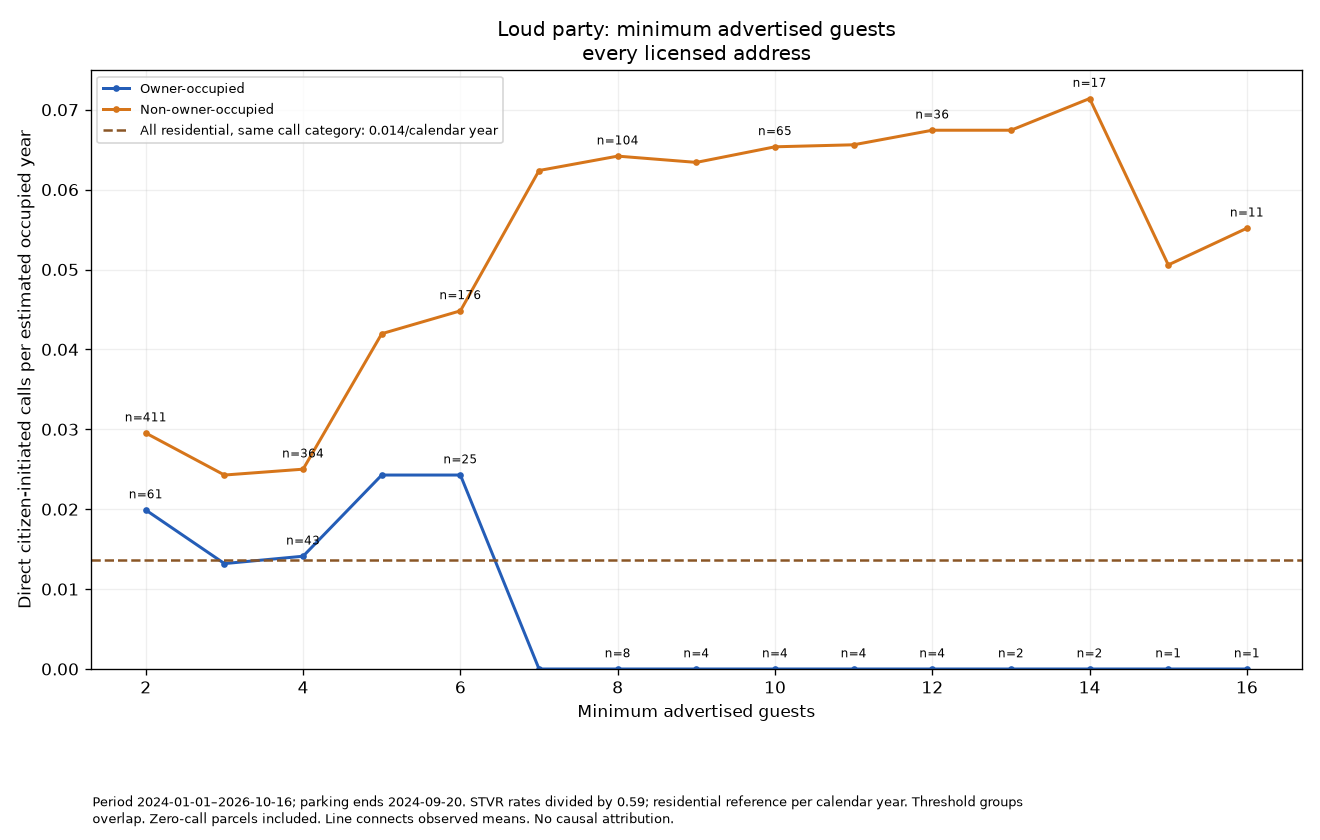 Loud party: minimum advertised guests
every licensed address
Owner-occupied
Non-owner-occupied
All residential, same call category: 0.014/calendar year
Direct citizen-initiated calls per estimated occupied year
0.07
0.06
0.05
0.04
0.03
0.02
0.01
0.00
n=411
n=364
n=176
n=104
n=65
n=36
n=17
n=11
n=61
n=43
n=25
n=8
n=4
n=4
n=4
n=4
n=2
n=2
n=1
n=1
2
4
6
8
10
12
14
16
Minimum advertised guests
Period 2024-01-01–2026-10-16; parking ends 2024-09-20. STVR rates divided by 0.59; residential reference per calendar year. Threshold groups
overlap. Zero-call parcels included. Line connects observed means. No causal attribution.